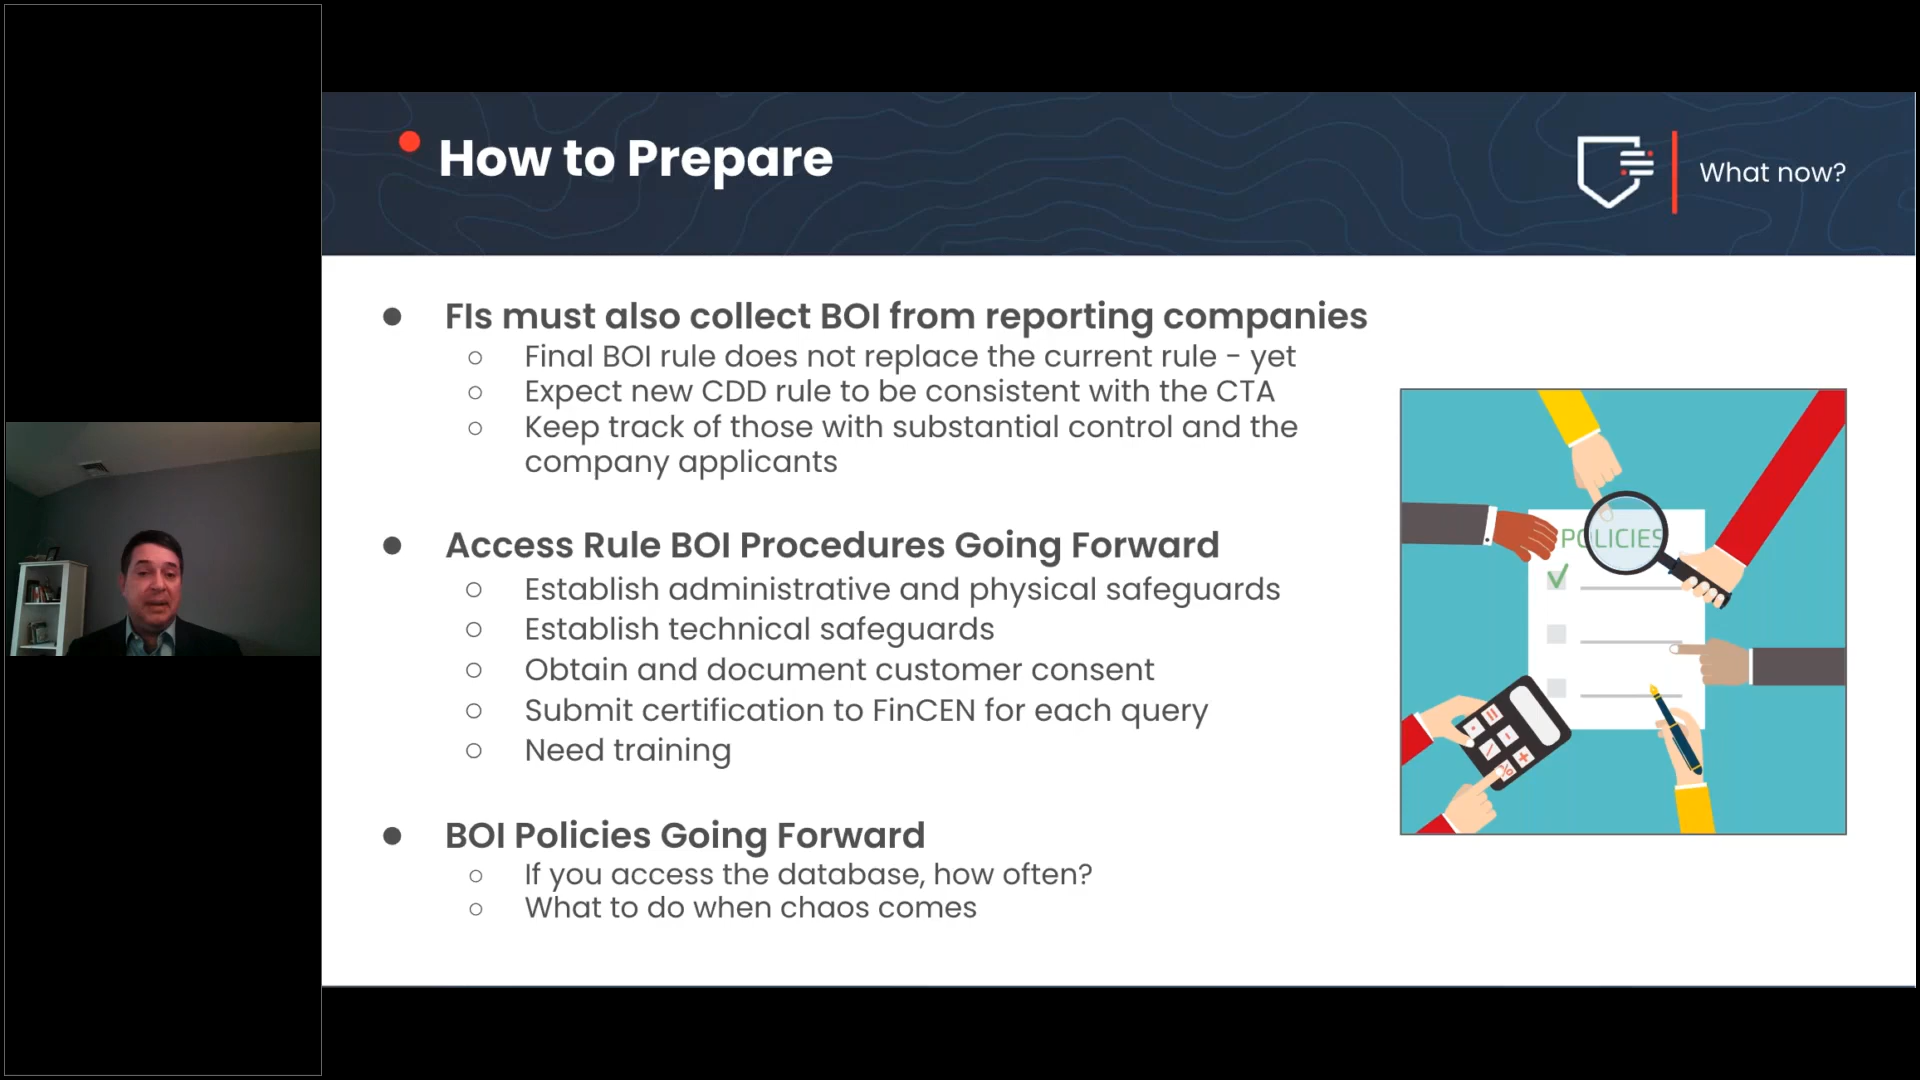 How to Prepare
What now?
● FIs must also collect BOI from reporting companies
○ Final BOI rule does not replace the current rule - yet
○ Expect new CDD rule to be consistent with the CTA
○ Keep track of those with substantial control and the
company applicants
● Access Rule BOI Procedures Going Forward
○ Establish administrative and physical safeguards
○ Establish technical safeguards
○ Obtain and document customer consent
○ Submit certification to FinCEN for each query
○ Need training
● BOI Policies Going Forward
○ If you access the database, how often?
○ What to do when chaos comes
POLICIES